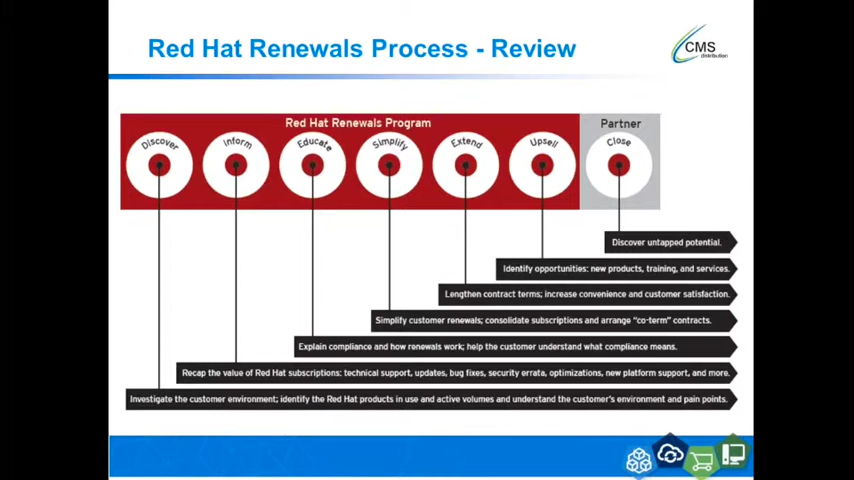 Red Hat Renewals Process - Review
CMS
distribution
Red Hat Renewals Program
Partner
Discover
Inform
Educate
Simplify
Extend
Upsell
Close
Discover untapped potential.
Identify opportunities: new products, training, and services.
Lengthen contract terms; increase convenience and customer satisfaction.
Simplify customer renewals; consolidate subscriptions and arrange “co-term” contracts.
Explain compliance and how renewals work; help the customer understand what compliance means.
Recap the value of Red Hat subscriptions: technical support, updates, bug fixes, security errata, optimizations, new platform support, and more.
Investigate the customer environment; identify the Red Hat products in use and active volumes and understand the customer's environment and pain points.